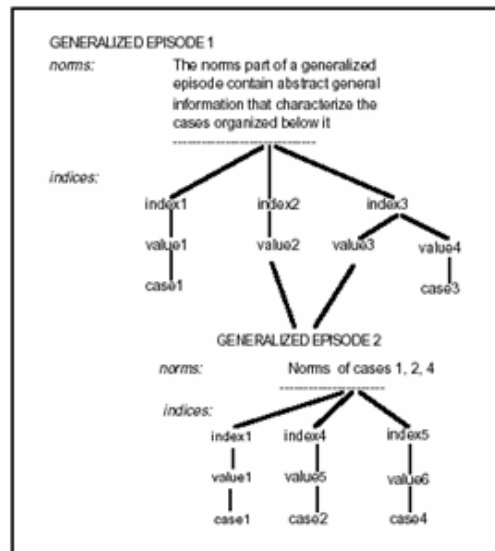 GENERALIZED EPISODE 1
norms: The norms part of a generalized
episode contain abstract general
information that characterize the
cases organized below it
indices:
index1 index2 index3
value1 value2 value3 value4
case1 case3
GENERALIZED EPISODE 2
norms: Norms of cases 1, 2, 4
indices:
index1 index4 index5
value1 value5 value6
case1 case2 case4